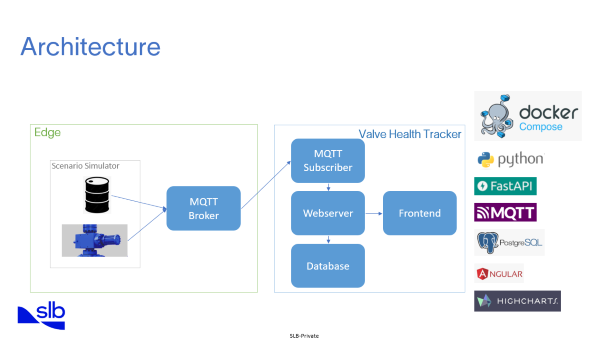 Architecture
Edge
Scenario Simulator
MQTT
Broker
Valve Health Tracker
MQTT
Subscriber
Webserver
Frontend
Database
docker
Compose
python
FastAPI
MQTT
PostgreSQL
ANGULAR
HIGHCHARTS
slb
SLB-Private